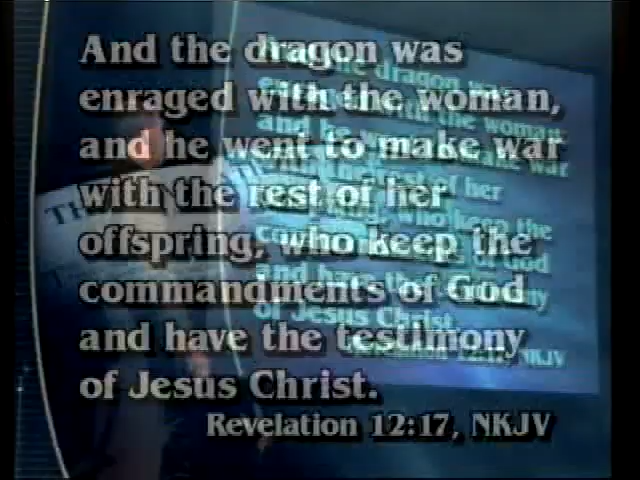 And the dragon was
enraged with the woman,
and he went to make war
with the rest of her
offspring, who keep the
commandments of God
and have the testimony
of Jesus Christ.
Revelation 12:17, NKJV